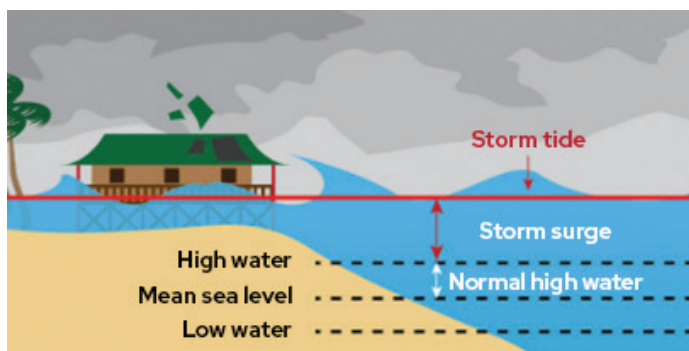 Storm tide
Storm surge
High water
Normal high water
Mean sea level
Low water